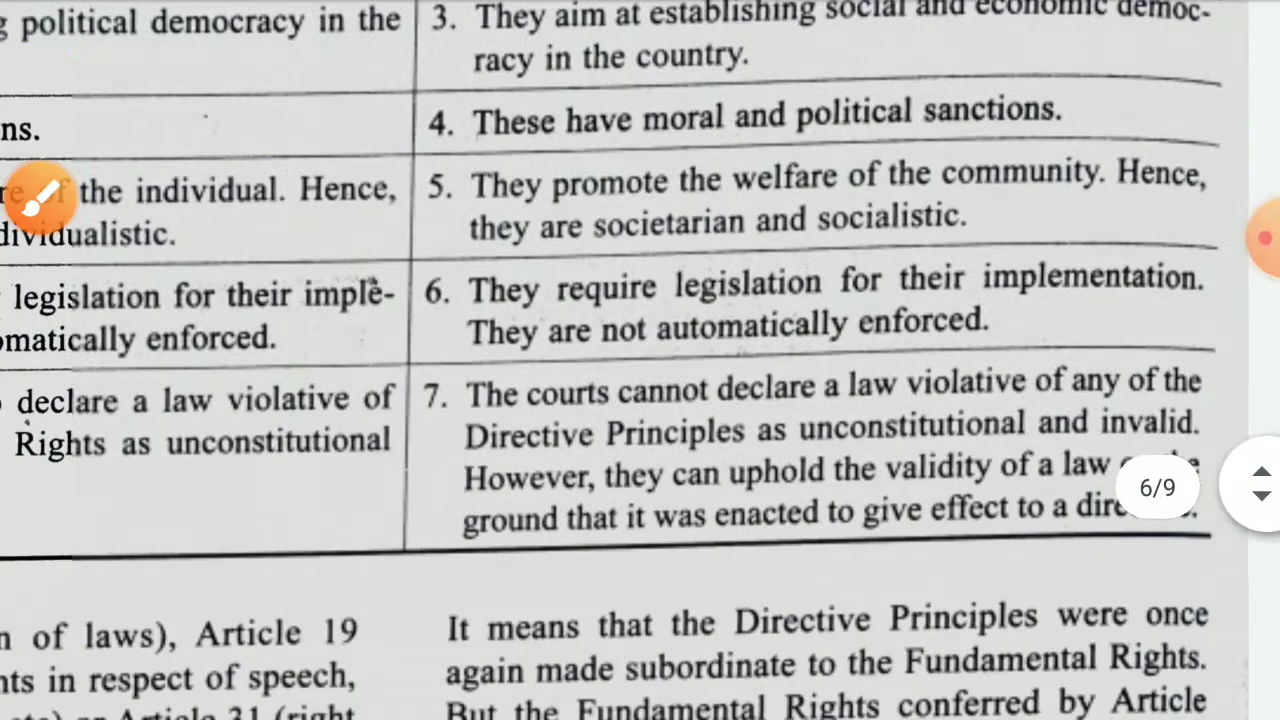 g political democracy in the
3. They aim at establishing social and economic democ-
racy in the country.
ns.
4. These have moral and political sanctions.
the individual. Hence,
dividualistic.
5. They promote the welfare of the community. Hence,
they are societarian and socialistic.
legislation for their imple-
omatically enforced.
6. They require legislation for their implementation.
They are not automatically enforced.
declare a law violative of
Rights as unconstitutional
7. The courts cannot declare a law violative of any of the
Directive Principles as unconstitutional and invalid.
However, they can uphold the validity of a law
ground that it was enacted to give effect to a
6/9
n of laws), Article 19
nts in respect of speech,
Article 31 (right
It means that the Directive Principles were once
again made subordinate to the Fundamental Rights.
But the Fundamental Rights conferred by Article